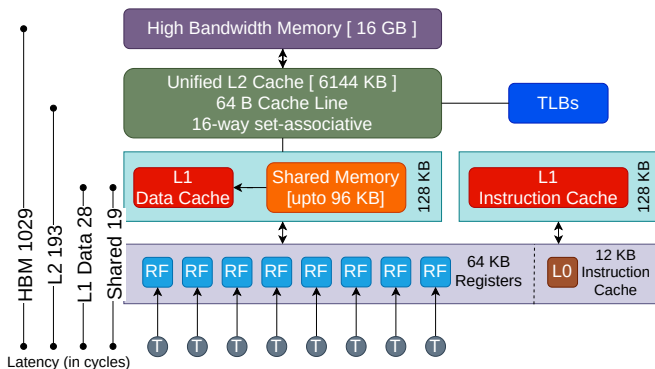 High Bandwidth Memory [ 16 GB ]
Unified L2 Cache [ 6144 KB ]
64 B Cache Line
16-way set-associative
TLBs
L1
Data Cache
Shared Memory
[upto 96 KB]
128 KB
L1
Instruction Cache
128 KB
HBM 1029
L2 193
L1 Data 28
Shared 19
RF RF RF RF RF RF RF RF
64 KB
Registers
L0
12 KB
Instruction
Cache
T T T T T T T T
Latency (in cycles)